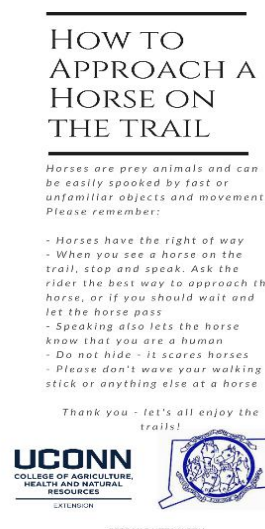 HOW TO
APPROACH A
HORSE ON
THE TRAIL
Horses are prey animals and can
be easily spooked by fast or
unfamiliar objects and movement
Please remember:
- Horses have the right of way
- When you see a horse on the
trail, stop and speak. Ask the
rider the best way to approach th
horse, or if you should wait and
let the horse pass
- Speaking also lets the horse
know that you are a human
- Do not hide - it scares horses
- Please don't wave your walking
stick or anything else at a horse
Thank you - let's all enjoy the
trails!
UCONN
COLLEGE OF AGRICULTURE,
HEALTH AND NATURAL
RESOURCES
EXTENSION